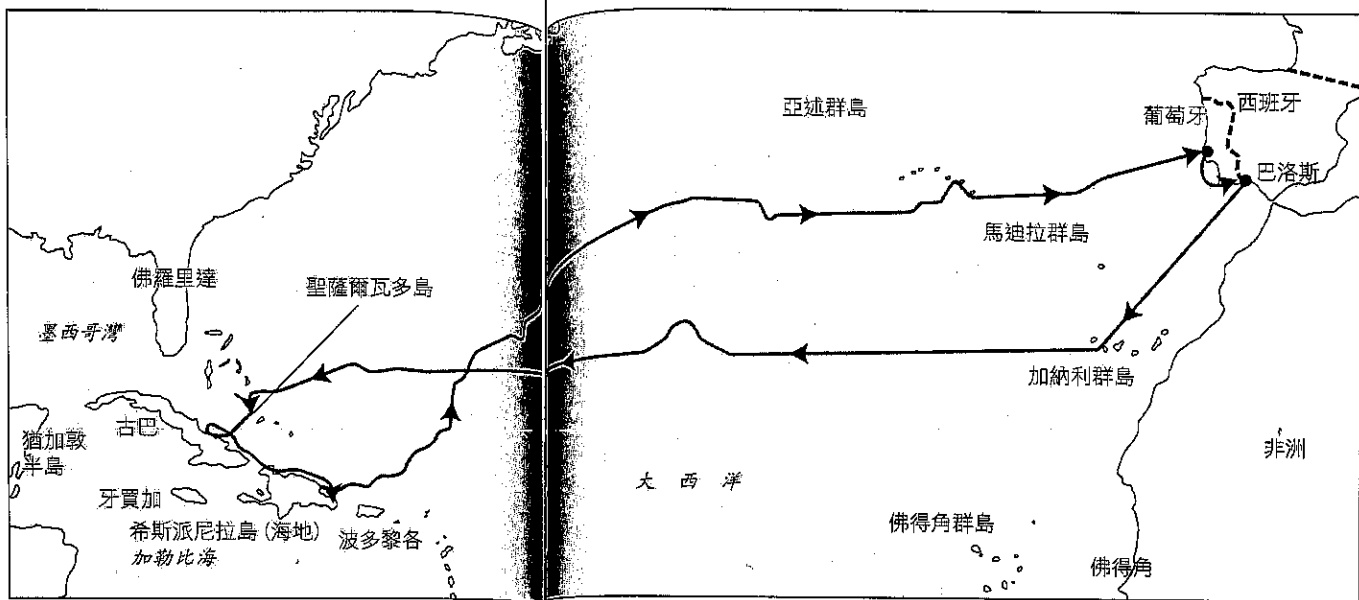 亞述群島
葡萄牙
西班牙
巴洛斯
馬迪拉群島
佛羅里達
聖薩爾瓦多島
墨西哥灣
加納利群島
古巴
猶加敦
半島
非洲
大西洋
牙買加
希斯派尼拉島(海地)
波多黎各
加勒比海
佛得角群島
佛得角